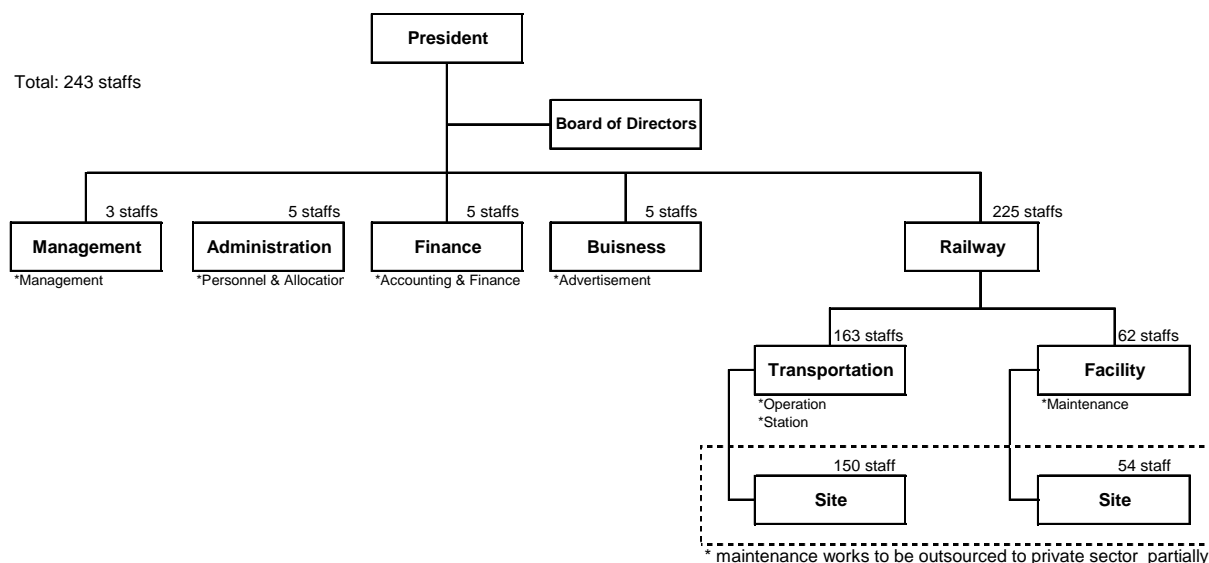 President
Total: 243 staffs
Board of Directors
3 staffs
5 staffs
5 staffs
5 staffs
225 staffs
Management
Administration
Finance
Buisness
Railway
*Management
*Personnel & Allocation
*Accounting & Finance
*Advertisement
163 staffs
62 staffs
Transportation
Facility
*Operation
*Maintenance
*Station
150 staff
54 staff
Site
Site
* maintenance works to be outsourced to private sector partially